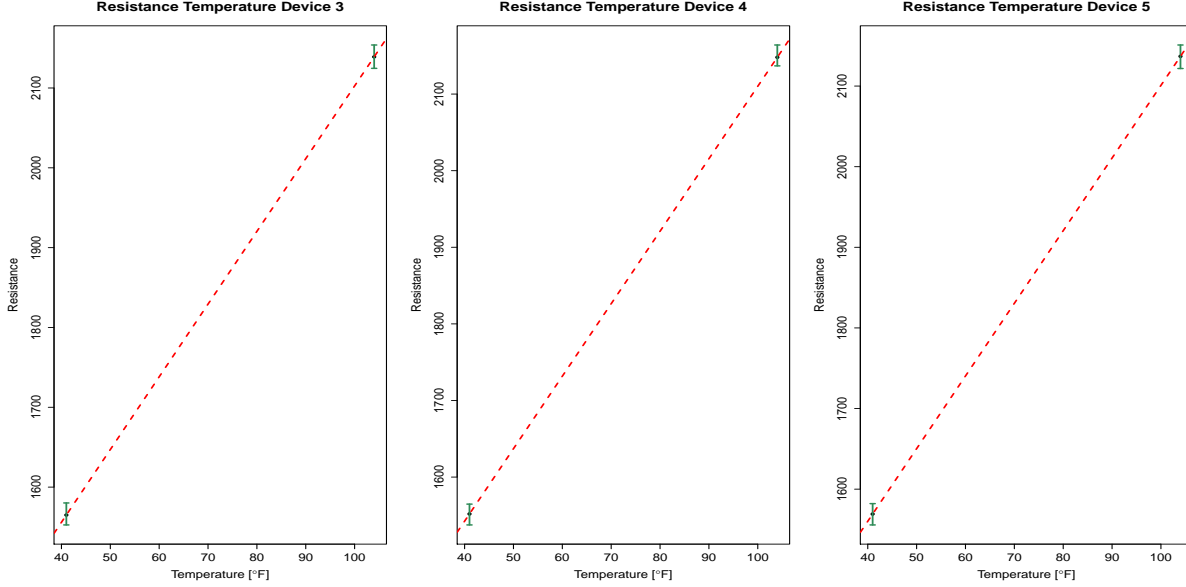 Resistance Temperature Device 3
Resistance
2100
2000
1900
1800
1700
1600
40 50 60 70 80 90 100
Temperature [°F]
Resistance Temperature Device 4
Resistance
2100
2000
1900
1800
1700
1600
40 50 60 70 80 90 100
Temperature [°F]
Resistance Temperature Device 5
Resistance
2100
2000
1900
1800
1700
1600
40 50 60 70 80 90 100
Temperature [°F]